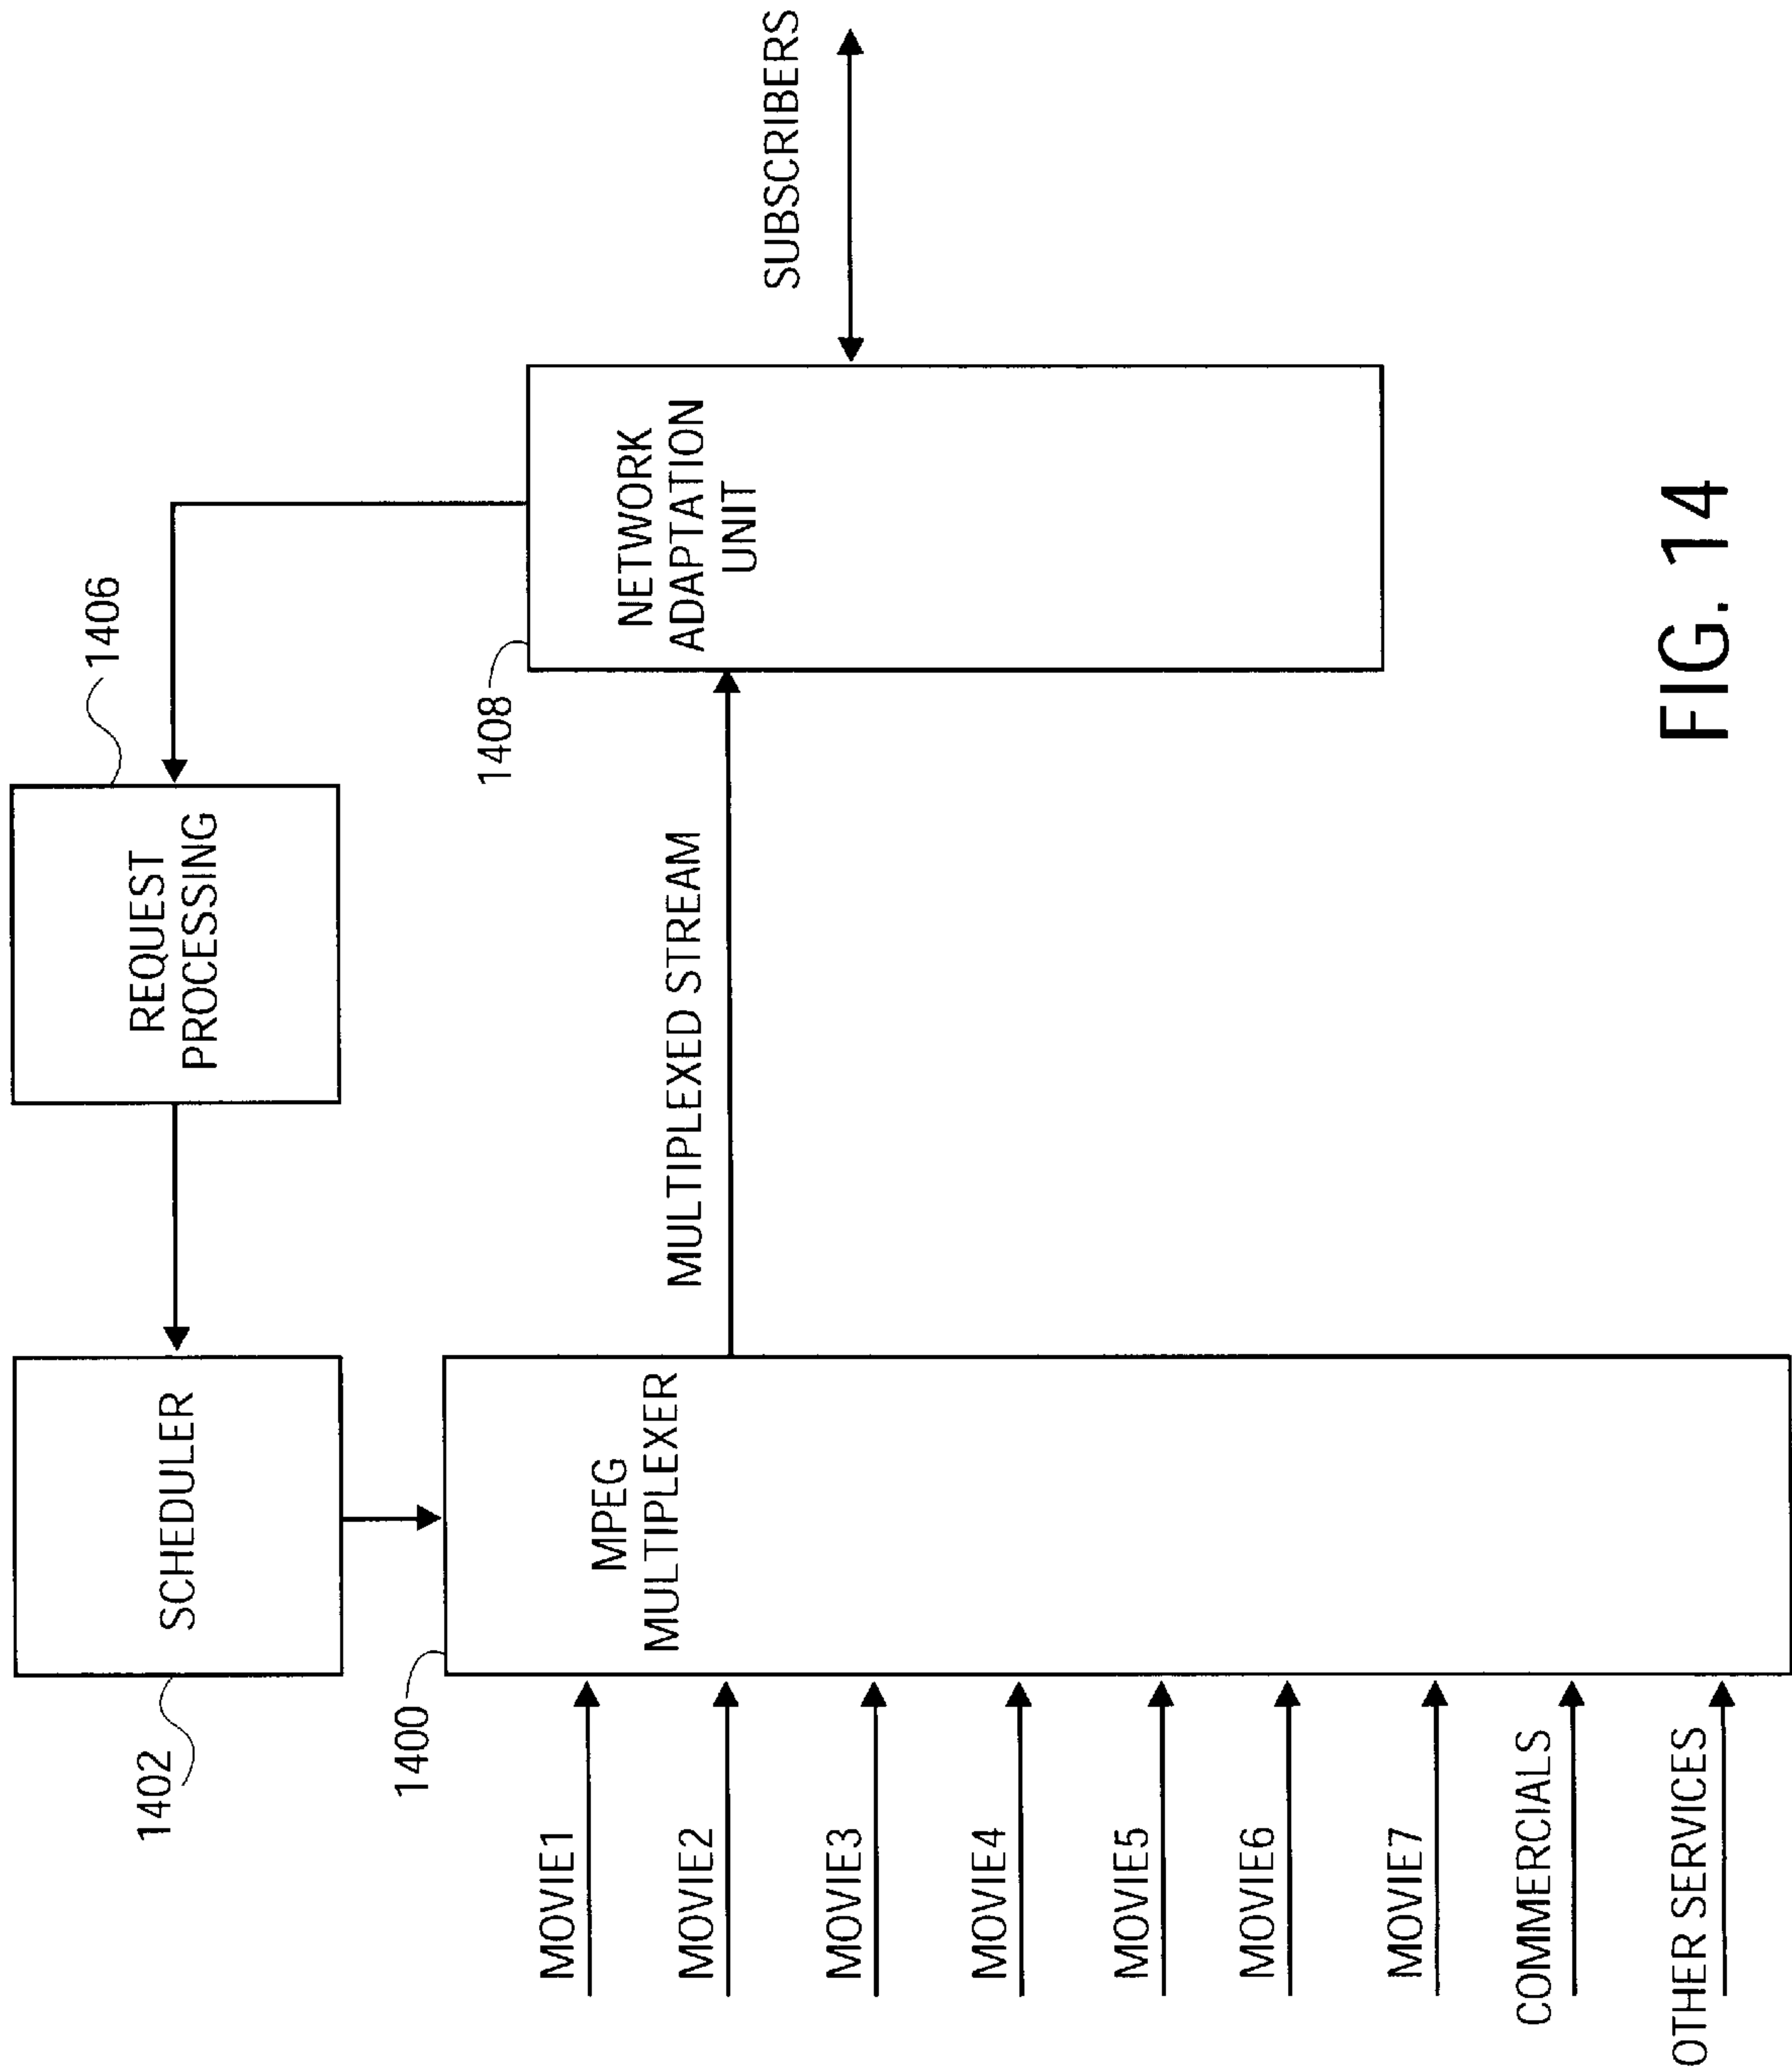 1402
SCHEDULER
REQUEST
PROCESSING
1406
1400
MPEG
MULTIPLEXER
MOVIE1
MOVIE2
MOVIE3
MOVIE4
MOVIE5
MOVIE6
MOVIE7
COMMERCIALS
OTHER SERVICES
MULTIPLEXED STREAM
1408
NETWORK
ADAPTATION
UNIT
SUBSCRIBERS
FIG. 14